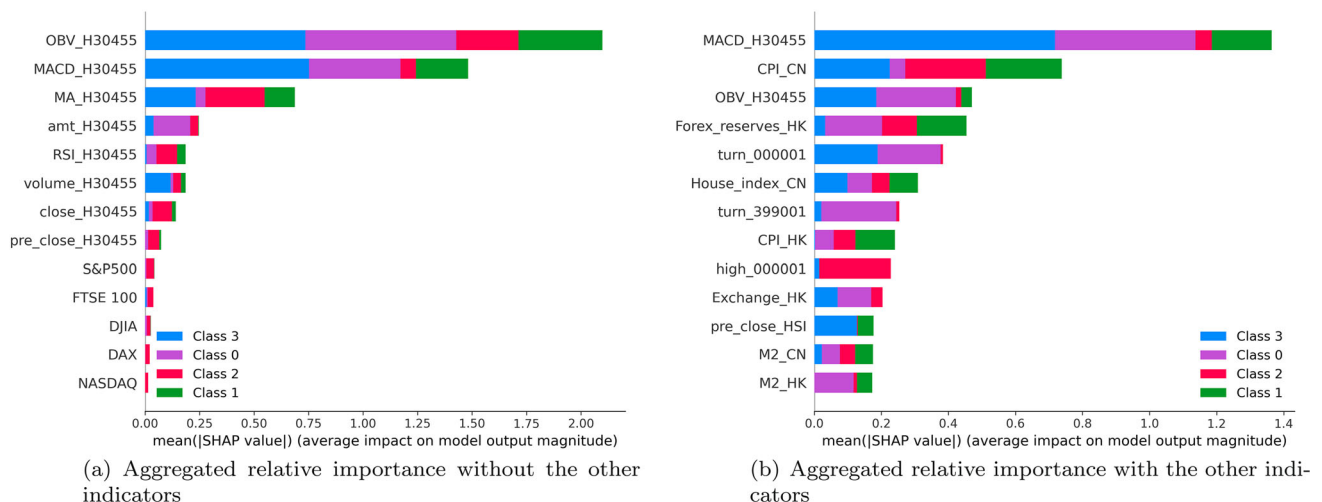 OBV_H30455
MACD_H30455
MA_H30455
amt_H30455
RSI_H30455
volume_H30455
close_H30455
pre_close_H30455
S&P500
FTSE 100
DJIA
DAX
NASDAQ
Class 3
Class 0
Class 2
Class 1
0.00 0.25 0.50 0.75 1.00 1.25 1.50 1.75 2.00
mean(|SHAP value|) (average impact on model output magnitude)
(a) Aggregated relative importance without the other
indicators
MACD_H30455
CPI_CN
OBV_H30455
Forex_reserves_HK
turn_000001
House_index_CN
turn_399001
CPI_HK
high_000001
Exchange_HK
pre_close_HSI
M2_CN
M2_HK
Class 3
Class 0
Class 2
Class 1
0.0 0.2 0.4 0.6 0.8 1.0 1.2 1.4
mean(|SHAP value|) (average impact on model output magnitude)
(b) Aggregated relative importance with the other indi-
cators